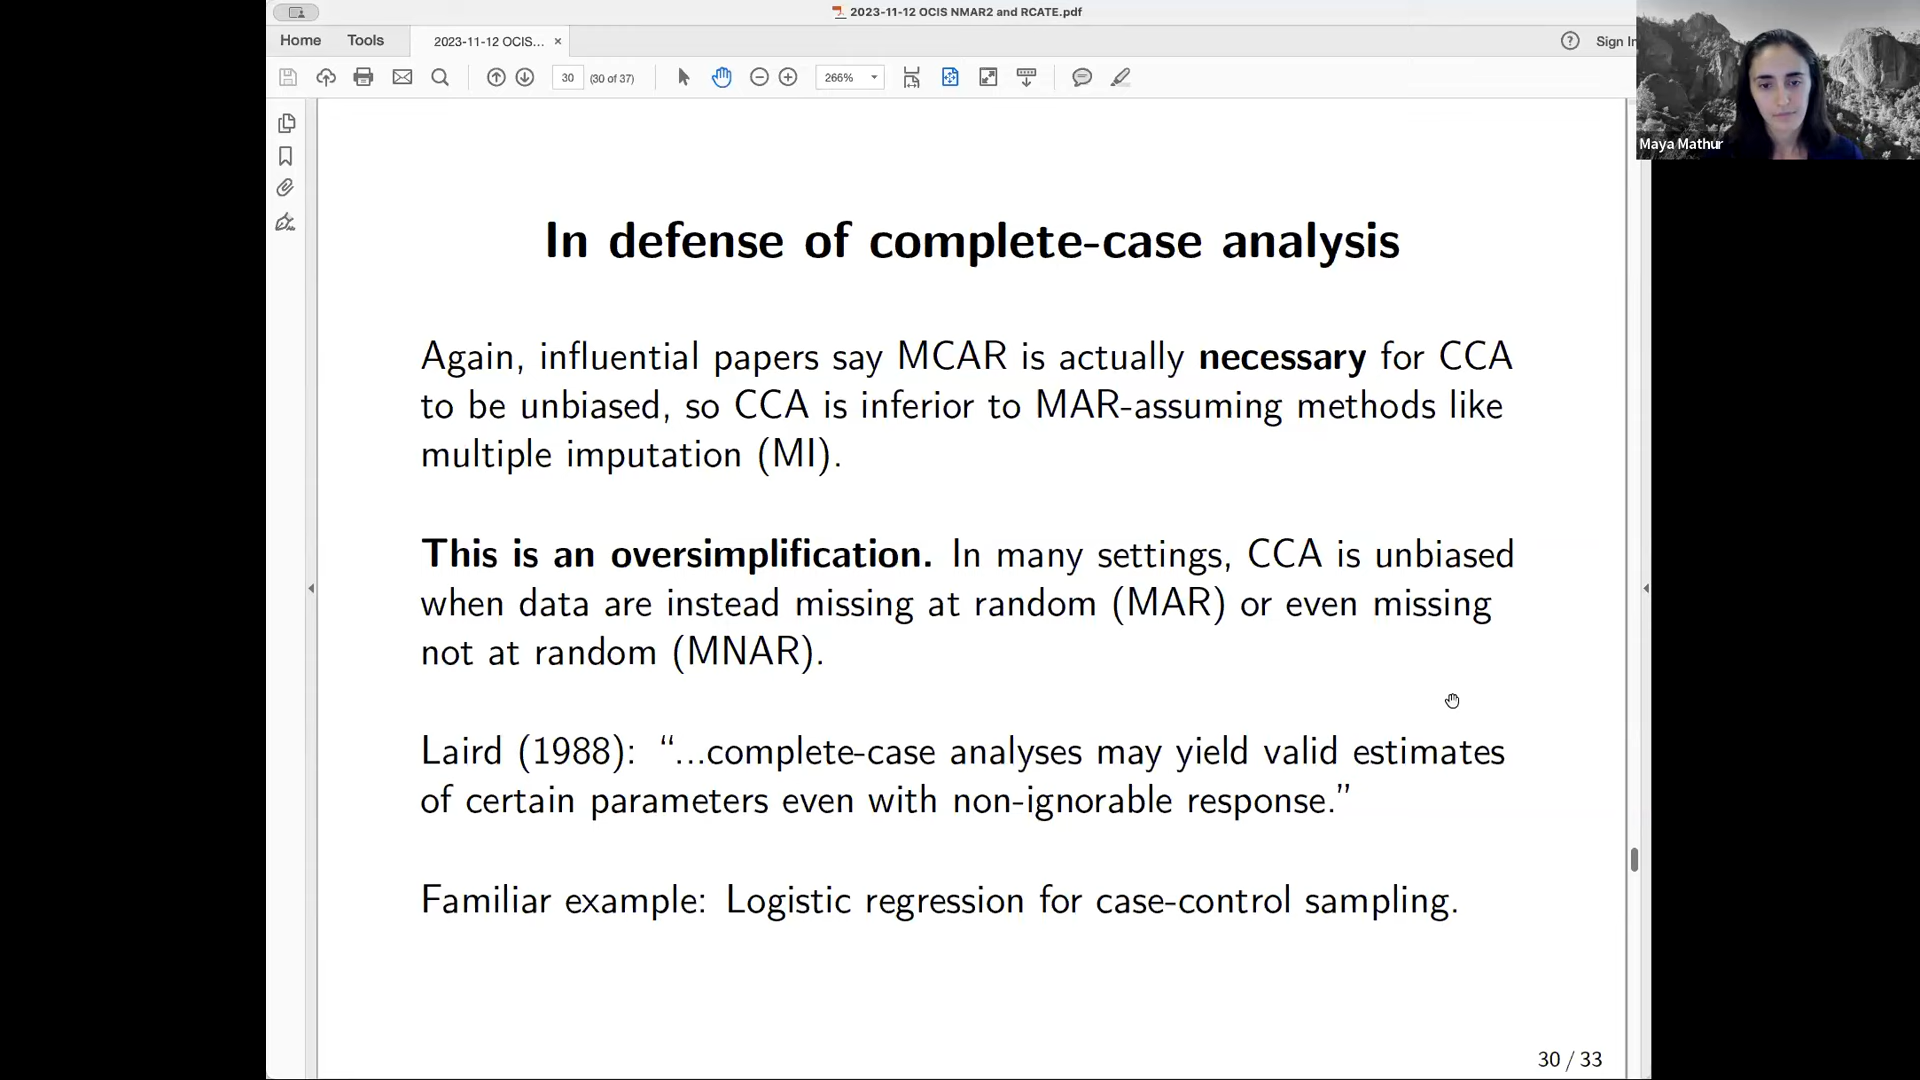 2023-11-12 OCIS NMAR2 and RCATE.pdf
Home Tools 2023-11-12 OCIS... × Sign In
30 (30 of 37) 266%
Maya Mathur
In defense of complete-case analysis
Again, influential papers say MCAR is actually necessary for CCA
to be unbiased, so CCA is inferior to MAR-assuming methods like
multiple imputation (MI).
This is an oversimplification. In many settings, CCA is unbiased
when data are instead missing at random (MAR) or even missing
not at random (MNAR).
Laird (1988): “...complete-case analyses may yield valid estimates
of certain parameters even with non-ignorable response.”
Familiar example: Logistic regression for case-control sampling.
30 / 33